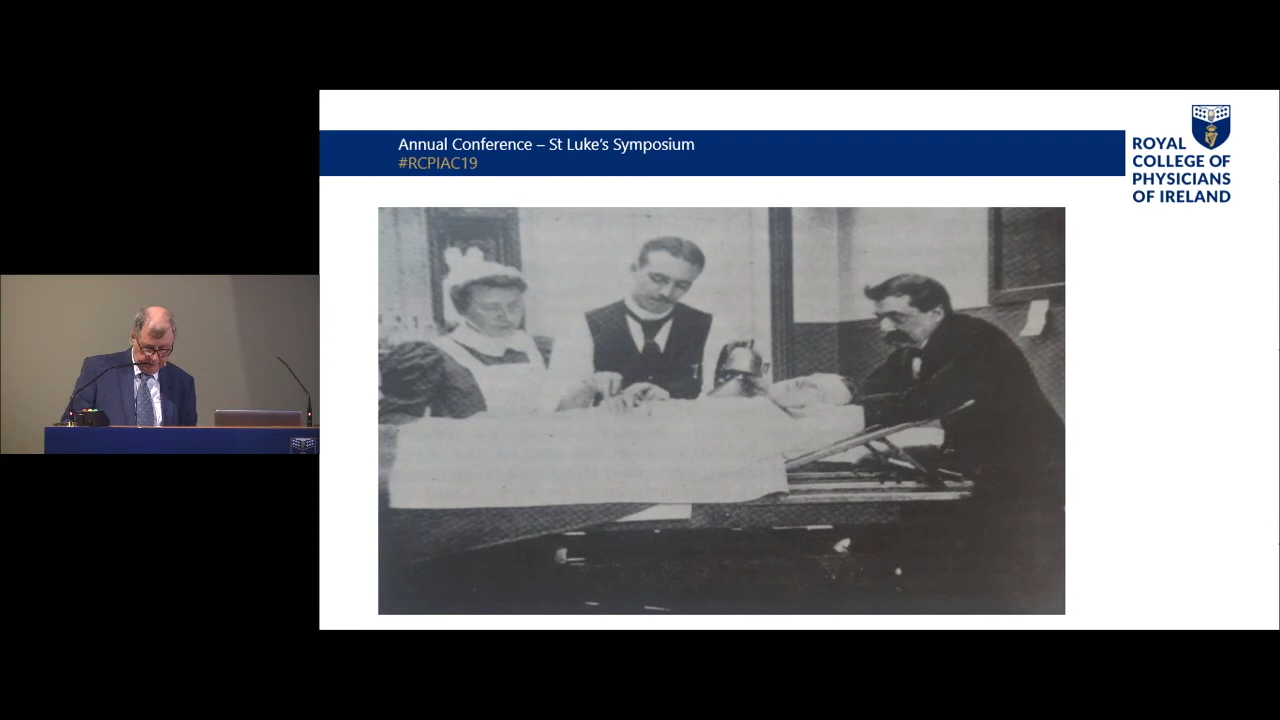 Annual Conference – St Luke's Symposium
#RCPIAC19
ROYAL
COLLEGE OF
PHYSICIANS
OF IRELAND